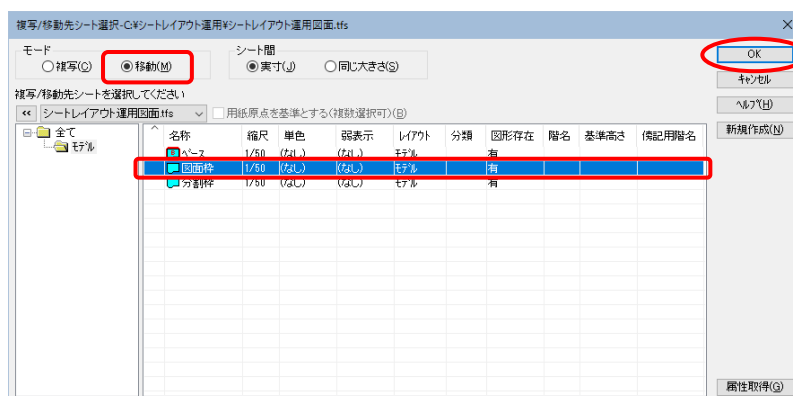 複写/移動先シート選択-C:¥シートレイアウト運用¥シートレイアウト運用図面.tfs
モード
複写(C) 移動(M)
シート間
実寸(J) 同じ大きさ(S)
OK
キャンセル
ヘルプ(H)
新規作成(N)
複写/移動先シートを選択してください
<< シートレイアウト運用図面.tfs 用紙原点を基準とする(複数選択可)(B)
全て
モデル
名称 縮尺 単色 弱表示 レイアウト 分類 図形存在 階名 基準高さ 傍記用階名
ベース 1/50 (なし) (なし) モデル 有
図面枠 1/50 (なし) (なし) モデル 有
分割枠 1/50 (なし) (なし) モデル 有
属性取得(G)